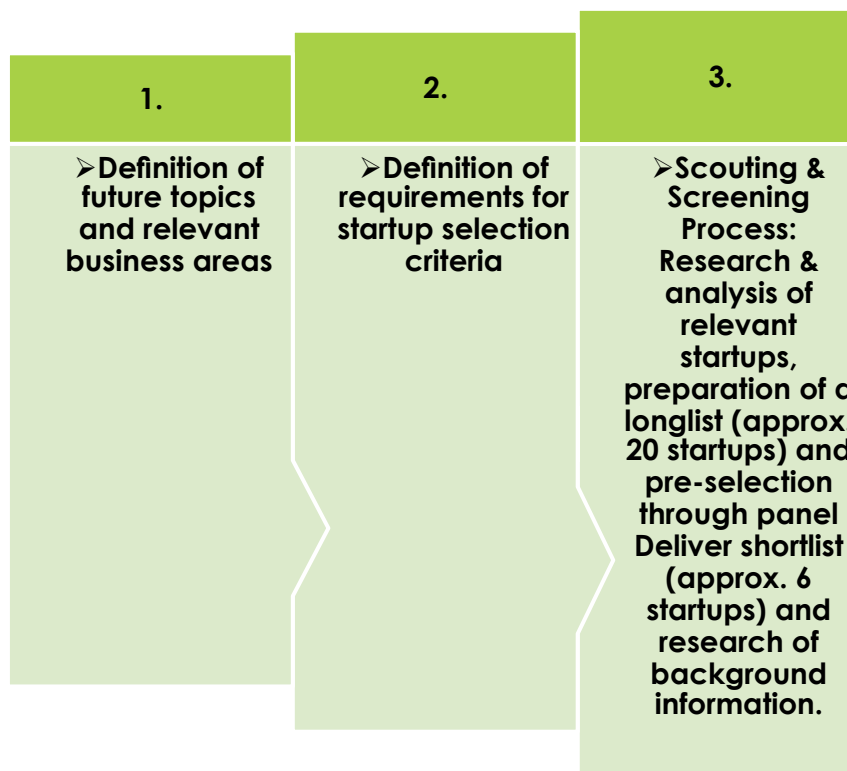 1.
➢Definition of
future topics
and relevant
business areas
2.
➢Definition of
requirements for
startup selection
criteria
3.
➢Scouting &
Screening
Process:
Research &
analysis of
relevant
startups,
preparation of a
longlist (approx.
20 startups) and
pre-selection
through panel
Deliver shortlist
(approx. 6
startups) and
research of
background
information.